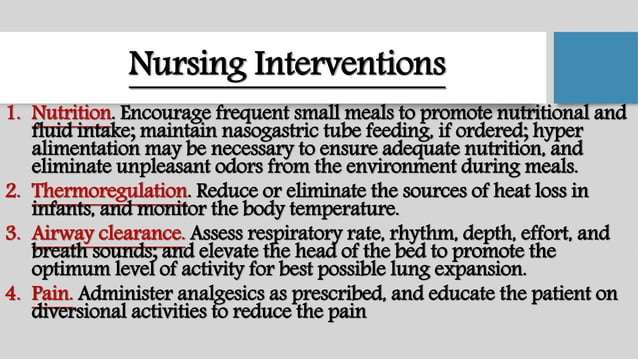 Nursing Interventions
1. Nutrition. Encourage frequent small meals to promote nutritional and
fluid intake; maintain nasogastric tube feeding, if ordered; hyper
alimentation may be necessary to ensure adequate nutrition, and
eliminate unpleasant odors from the environment during meals.
2. Thermoregulation. Reduce or eliminate the sources of heat loss in
infants, and monitor the body temperature.
3. Airway clearance. Assess respiratory rate, rhythm, depth, effort, and
breath sounds; and elevate the head of the bed to promote the
optimum level of activity for best possible lung expansion.
4. Pain. Administer analgesics as prescribed, and educate the patient on
diversional activities to reduce the pain